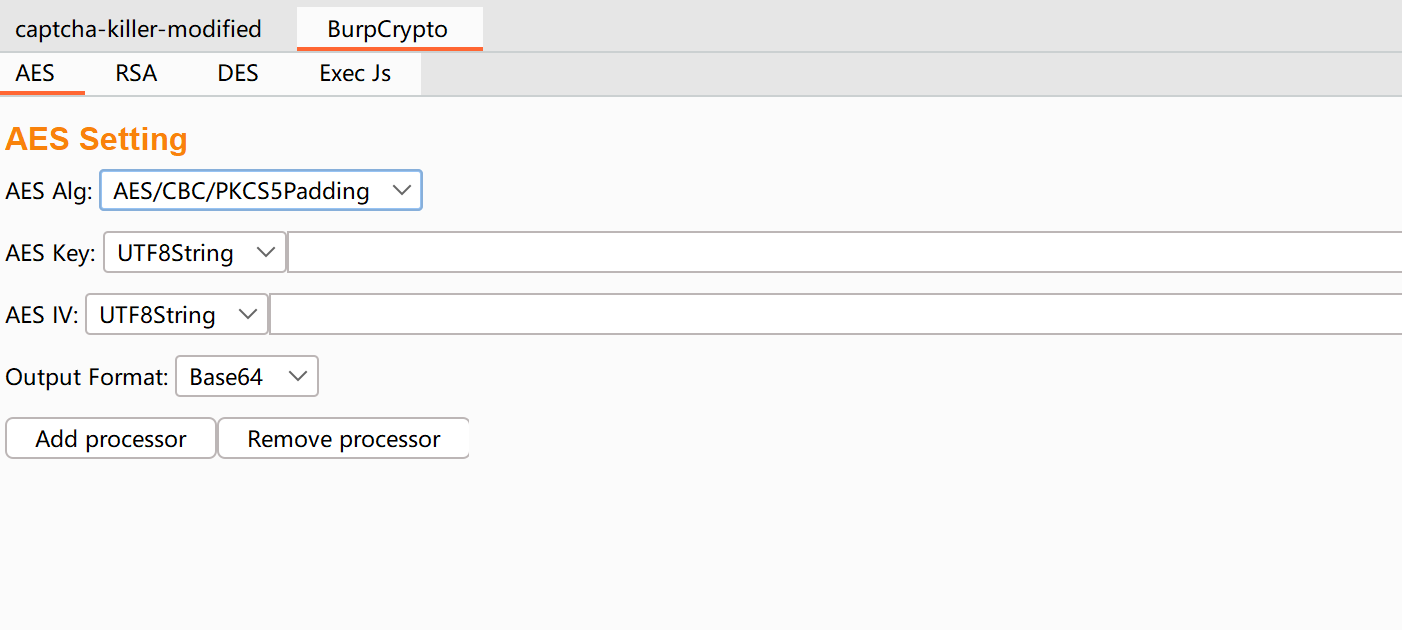 captcha-killer-modified BurpCrypto
AES RSA DES Exec Js
AES Setting
AES Alg: AES/CBC/PKCS5Padding
AES Key: UTF8String
AES IV: UTF8String
Output Format: Base64
Add processor Remove processor